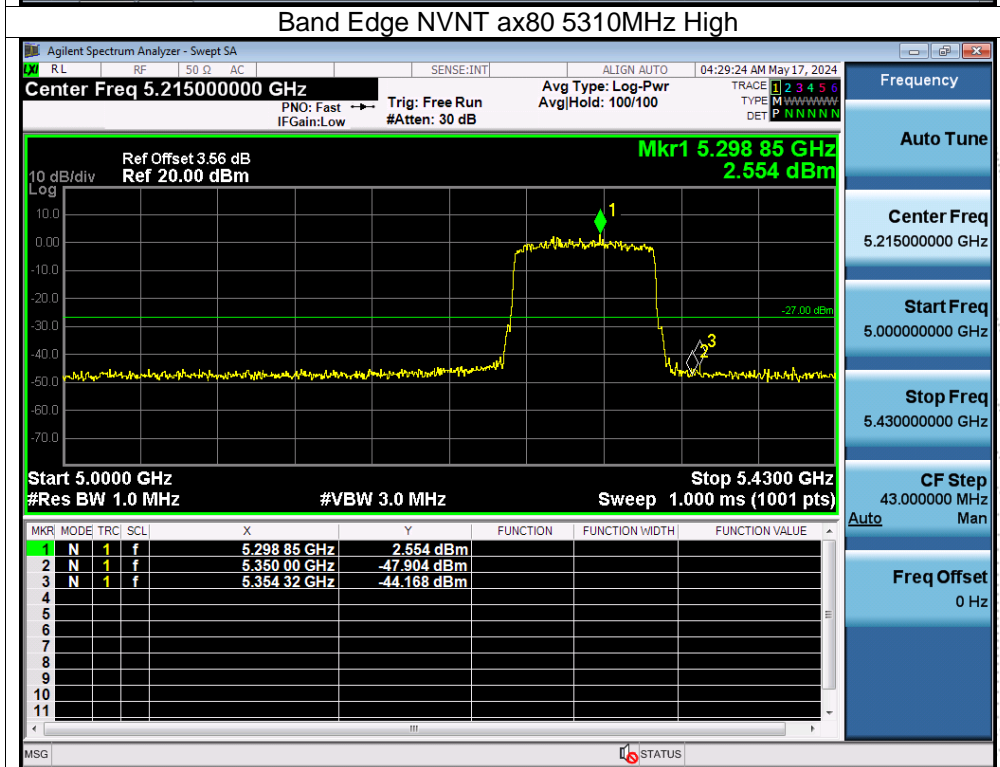 Band Edge NVNT ax80 5310MHz High
Agilent Spectrum Analyzer - Swept SA
LXI RL RF 50 Ω AC SENSE:INT ALIGN AUTO 04:29:24 AM May 17, 2024
Center Freq 5.215000000 GHz
PNO: Fast
IFGain:Low
Trig: Free Run
#Atten: 30 dB
Avg Type: Log-Pwr
Avg|Hold: 100/100
TRACE 1 2 3 4 5 6
TYPE M WWWWW
DET P N N N N N
Ref Offset 3.56 dB
10 dB/div Ref 20.00 dBm
Log
Mkr1 5.298 85 GHz
2.554 dBm
10.0
0.00
-10.0
-20.0
-30.0
-40.0
-50.0
-60.0
-70.0
1
-27.00 dBm
3
2
Start 5.0000 GHz Stop 5.4300 GHz
#Res BW 1.0 MHz #VBW 3.0 MHz Sweep 1.000 ms (1001 pts)
MKR MODE TRC SCL X Y FUNCTION FUNCTION WIDTH FUNCTION VALUE
1 N 1 f 5.298 85 GHz 2.554 dBm
2 N 1 f 5.350 00 GHz -47.904 dBm
3 N 1 f 5.354 32 GHz -44.168 dBm
4
5
6
7
8
9
10
11
MSG STATUS
Frequency
Auto Tune
Center Freq
5.215000000 GHz
Start Freq
5.000000000 GHz
Stop Freq
5.430000000 GHz
CF Step
43.000000 MHz
Auto Man
Freq Offset
0 Hz